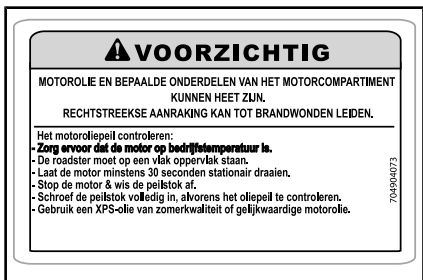 VOORZICHTIG
MOTOROLIE EN BEPAALDE ONDERDELEN VAN HET MOTORCOMPARTIMENT
KUNNEN HEET ZIJN.
RECHTSTREEKSE AANRAKING KAN TOT BRANDWONDEN LEIDEN.
Het motoroliepeil controleren:
- Zorg ervoor dat de motor op bedrijfstemperatuur is.
- De roadster moet op een vlak oppervlak staan.
- Laat de motor minstens 30 seconden stationair draaien.
- Stop de motor & wis de peilstok af.
- Schroef de peilstok volledig in, alvorens het oliepeil te controleren.
- Gebruik een XPS-olie van zomerkwaliteit of gelijkwaardige motorolie.
704904073